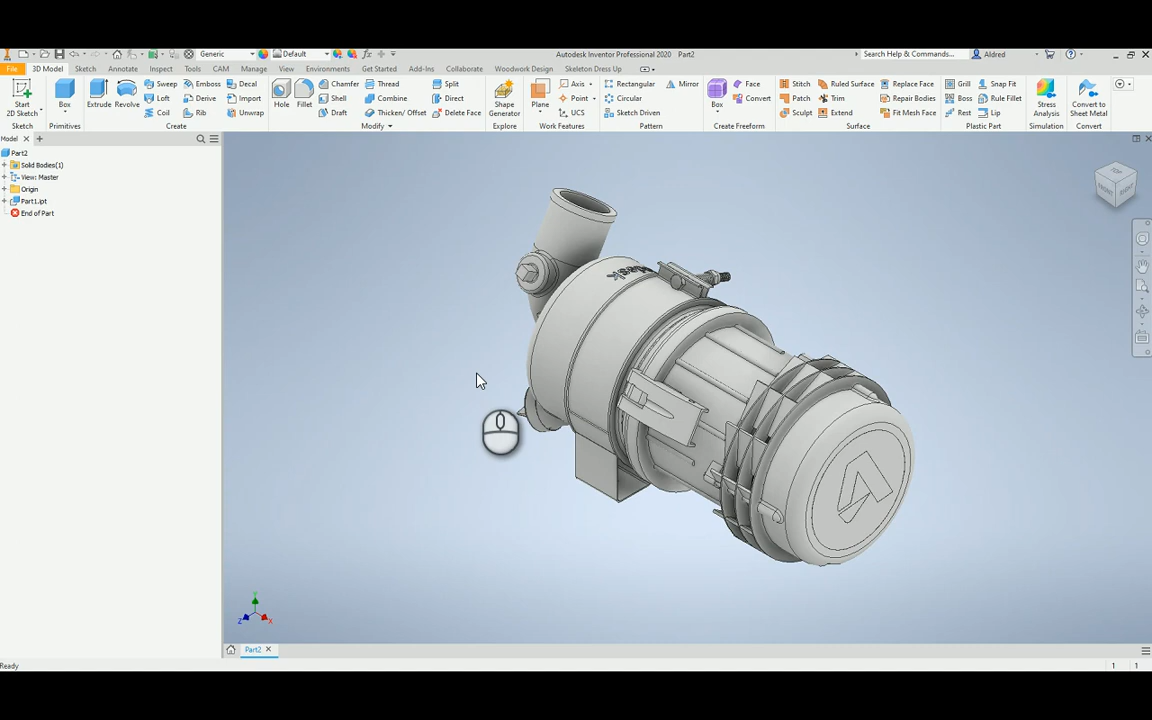 Generic
Default
Autodesk Inventor Professional 2020 Part2
Search Help & Commands...
Aldred
File
3D Model
Sketch
Annotate
Inspect
Tools
CAM
Manage
View
Environments
Get Started
Add-Ins
Collaborate
Woodwork Design
Skeleton Dress Up
Start
2D Sketch
Sketch
Box
Primitives
Extrude
Revolve
Sweep
Loft
Coil
Emboss
Derive
Rib
Decal
Import
Unwrap
Create
Hole
Fillet
Chamfer
Shell
Draft
Thread
Combine
Thicken/ Offset
Split
Direct
Delete Face
Modify
Shape
Generator
Explore
Plane
Axis
Point
UCS
Work Features
Rectangular
Circular
Sketch Driven
Mirror
Pattern
Box
Face
Convert
Create Freeform
Stitch
Patch
Sculpt
Ruled Surface
Trim
Extend
Replace Face
Repair Bodies
Fit Mesh Face
Surface
Grill
Boss
Rest
Snap Fit
Rule Fillet
Lip
Plastic Part
Stress
Analysis
Simulation
Convert to
Sheet Metal
Convert
Model
Part2
Solid Bodies(1)
View: Master
Origin
Part1.ipt
End of Part
TOP
FRONT
RIGHT
Y
Z
X
Part2
Ready
1
1